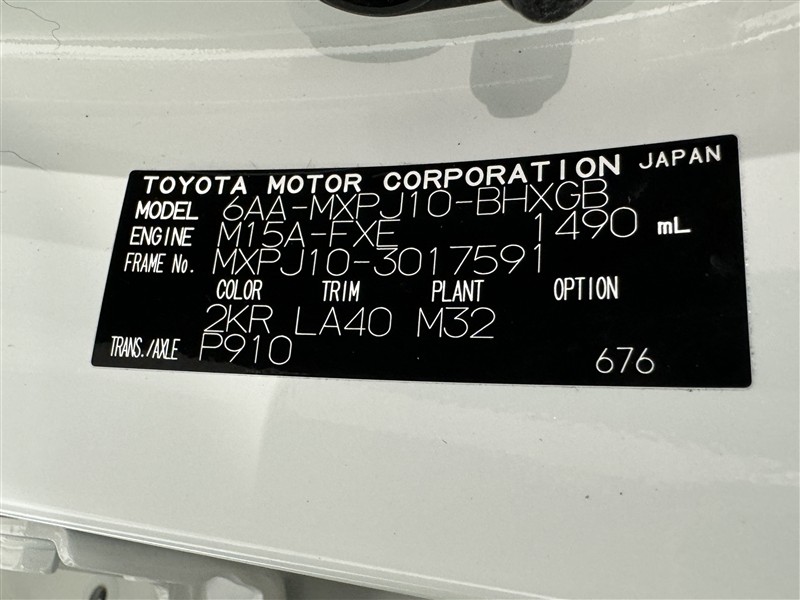 TOYOTA MOTOR CORPORATION JAPAN
MODEL 6AA-MXPJ10-BHXGB
ENGINE M15A-FXE 1490 mL
FRAME No. MXPJ10-3017591
COLOR TRIM PLANT OPTION
2KR LA40 M32
TRANS./AXLE P910
676